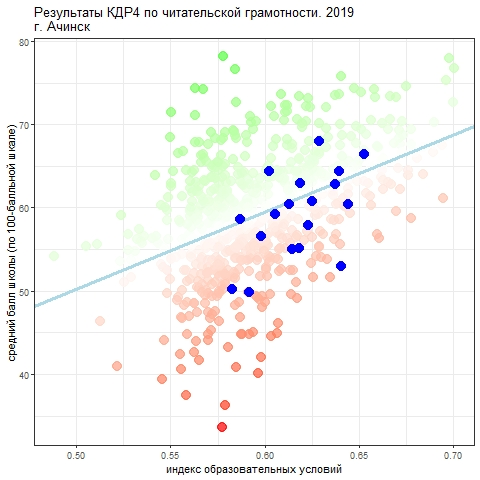 Результаты КДР4 по читательской грамотности. 2019
г. Ачинск
средний балл школы (по 100-балльной шкале)
80
70
60
50
40
0.50 0.55 0.60 0.65 0.70
индекс образовательных условий